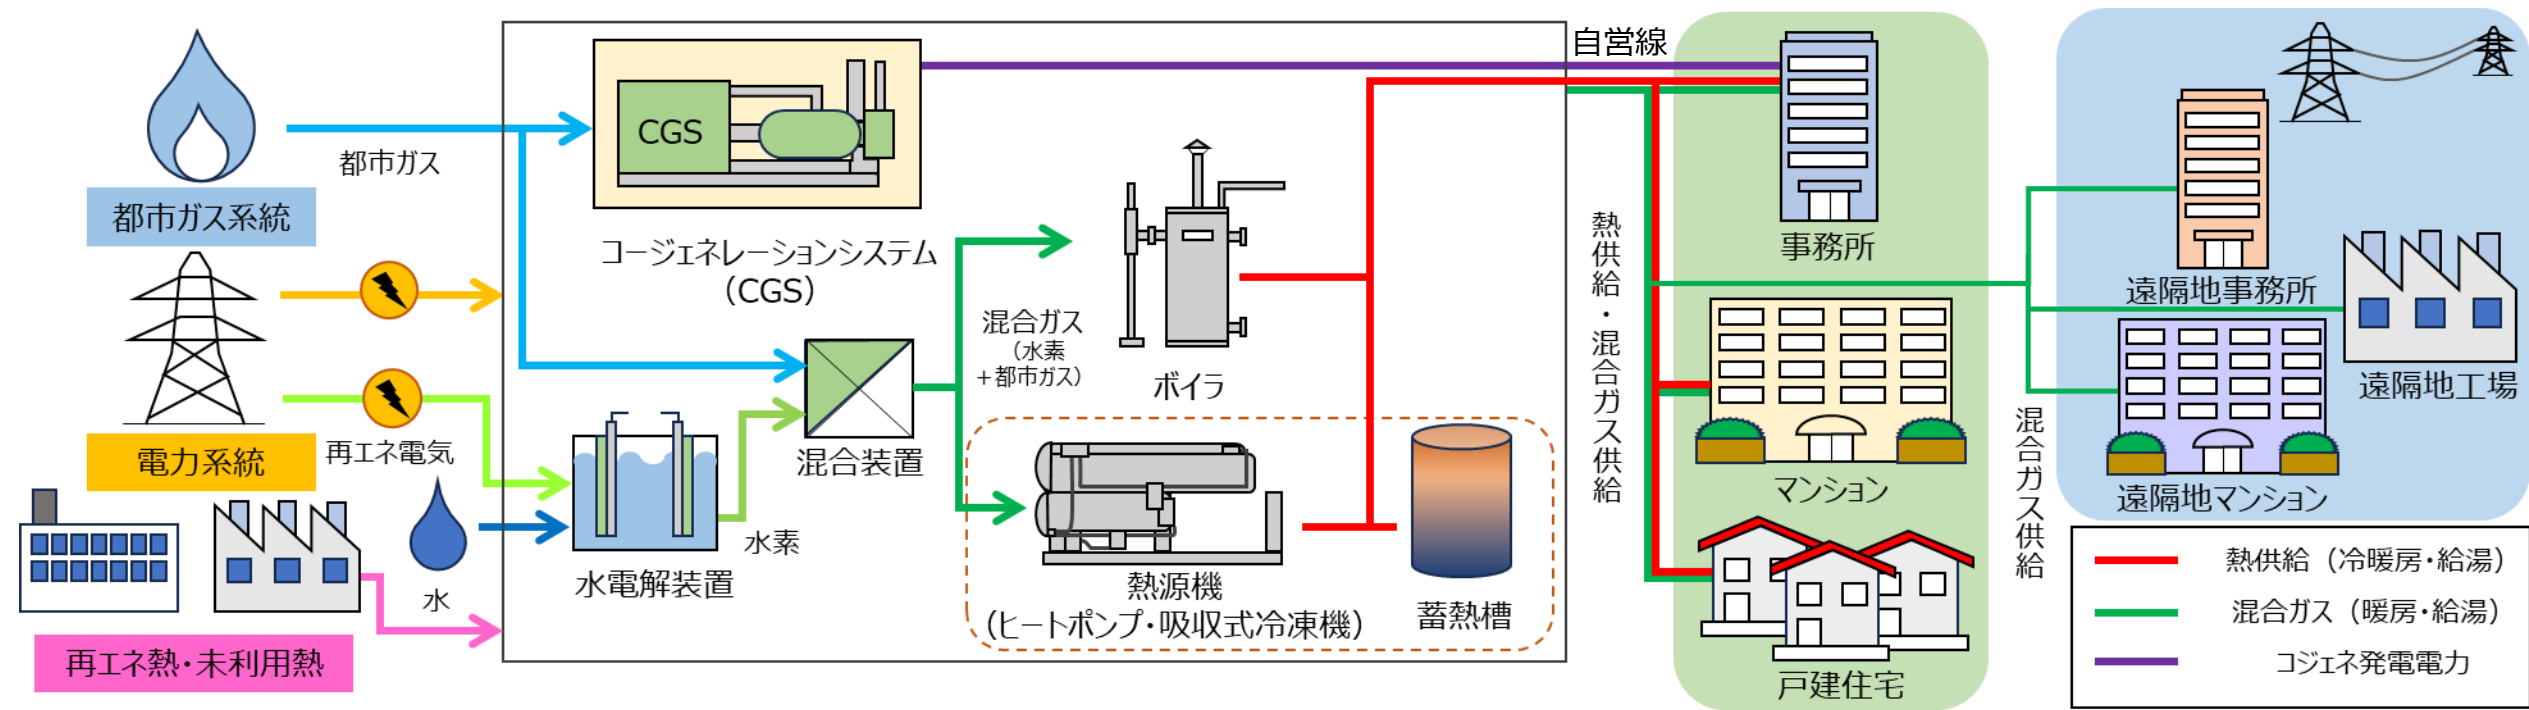 都市ガス
都市ガス系統
再エネ電気
電力系統
水
再エネ熱・未利用熱
CGS
コージェネレーションシステム
（CGS）
混合装置
水素
水電解装置
混合ガス
（水素
＋都市ガス）
ボイラ
熱源機
（ヒートポンプ・吸収式冷凍機）
蓄熱槽
自営線
熱供給・混合ガス供給
事務所
マンション
戸建住宅
混合ガス供給
遠隔地事務所
遠隔地工場
遠隔地マンション
熱供給（冷暖房・給湯）
混合ガス（暖房・給湯）
コジェネ発電電力